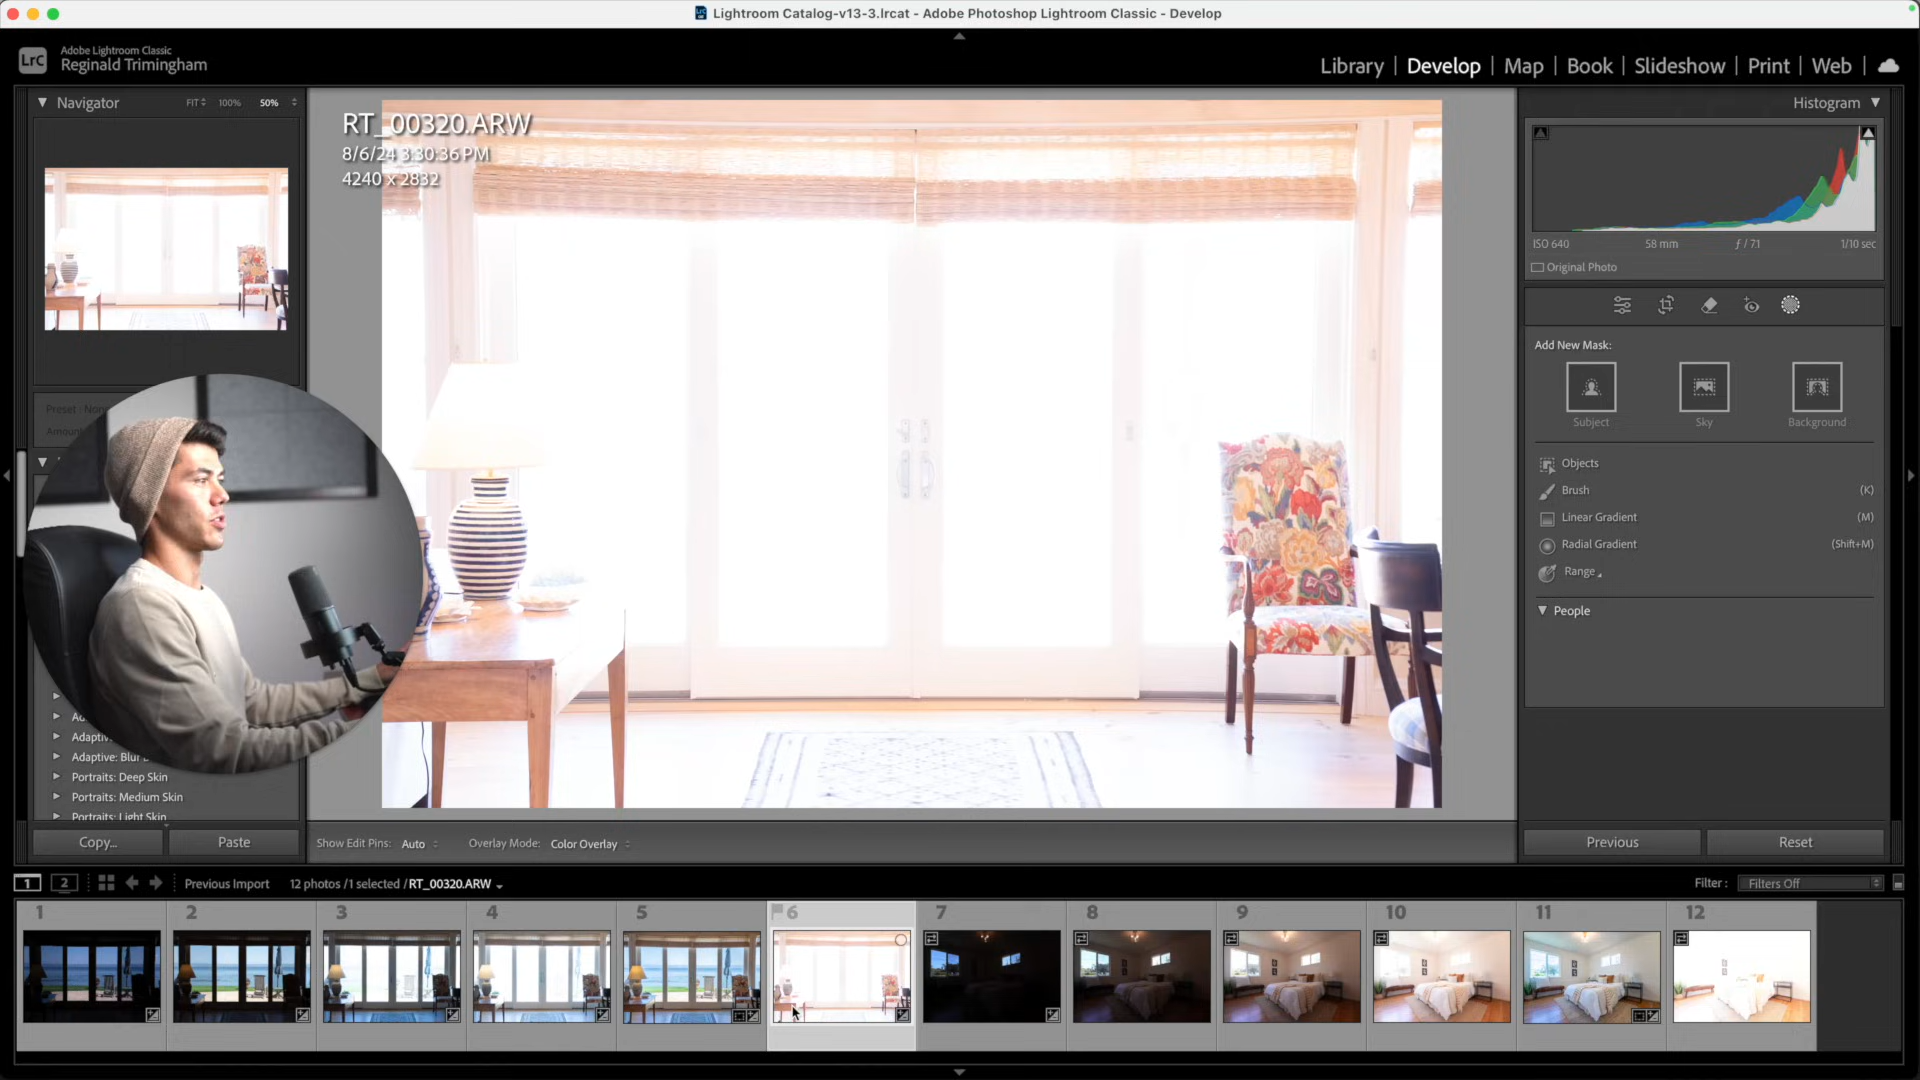 Lightroom Catalog-v13-3.lrcat - Adobe Photoshop Lightroom Classic - Develop
LrC
Adobe Lightroom Classic
Reginald Trimingham
Library | Develop | Map | Book | Slideshow | Print | Web |
Navigator FIT 100% 50%
Histogram
RT_00320.ARW
8/6/24 3:30:36 PM
4240 x 2832
ISO 640 58 mm ƒ / 7.1 1/10 sec
Original Photo
Add New Mask:
Subject Sky Background
Objects
Brush (K)
Linear Gradient (M)
Radial Gradient (Shift+M)
Range
People
Preset : Non
Amoun
Ad
Adaptiv
Adaptive: Blur
Portraits: Deep Skin
Portraits: Medium Skin
Portraits: Light Skin
Copy... Paste
Show Edit Pins: Auto Overlay Mode: Color Overlay
Previous Reset
1 2 Previous Import 12 photos /1 selected /RT_00320.ARW
Filter : Filters Off
1 2 3 4 5 6 7 8 9 10 11 12